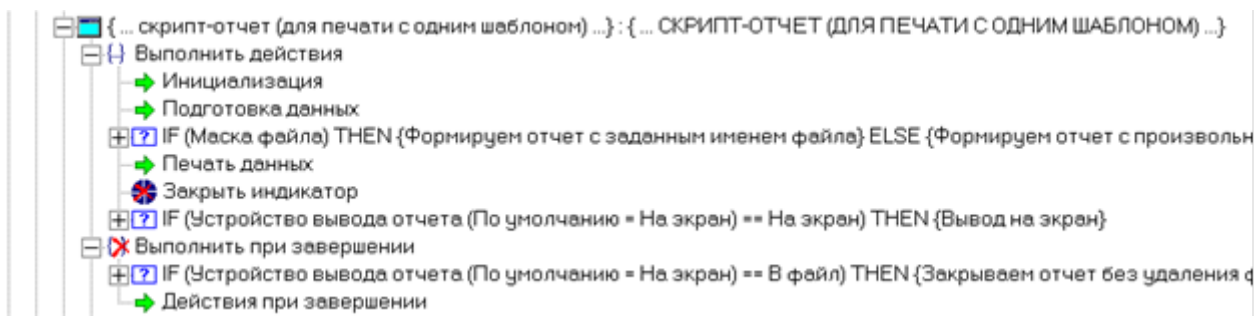 { ... скрипт-отчет (для печати с одним шаблоном) ...} : { ... СКРИПТ-ОТЧЕТ (ДЛЯ ПЕЧАТИ С ОДНИМ ШАБЛОНОМ) ...}
Выполнить действия
Инициализация
Подготовка данных
IF (Маска файла) THEN {Формируем отчет с заданным именем файла} ELSE {Формируем отчет с произвольн
Печать данных
Закрыть индикатор
IF (Устройство вывода отчета (По умолчанию = На экран) == На экран) THEN {Вывод на экран}
Выполнить при завершении
IF (Устройство вывода отчета (По умолчанию = На экран) == В файл) THEN {Закрываем отчет без удаления ф
Действия при завершении